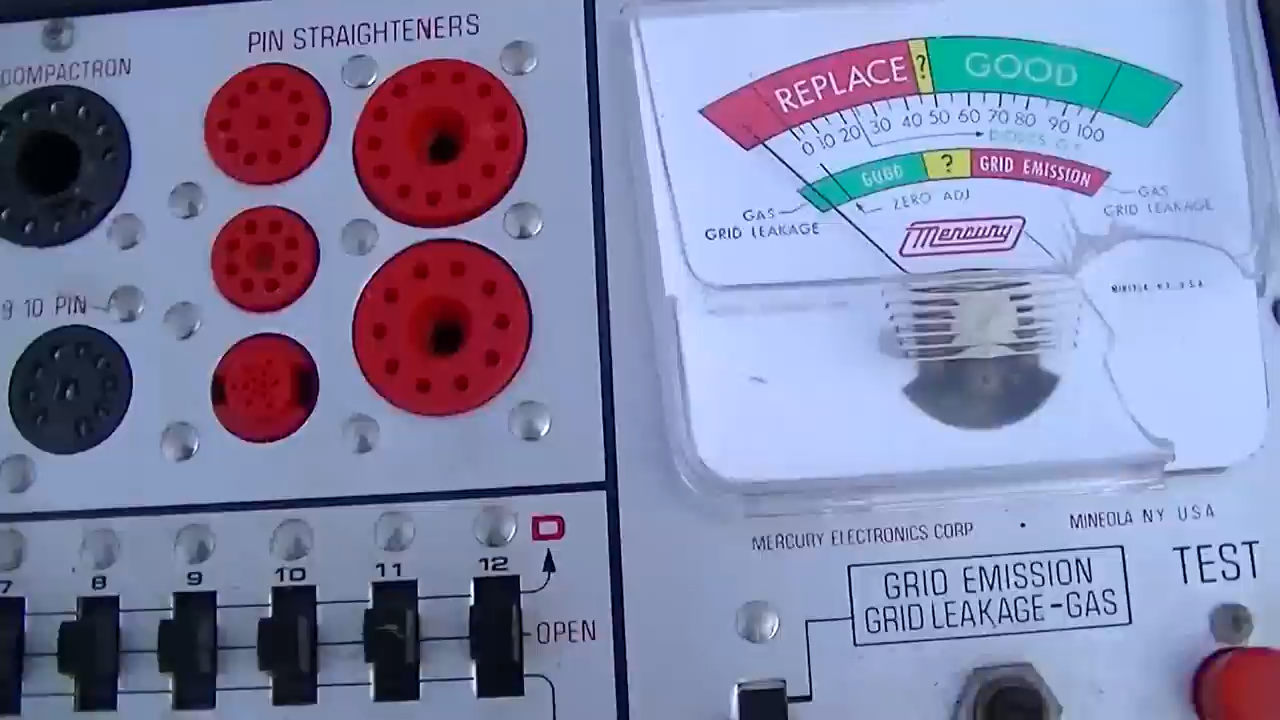 PIN STRAIGHTENERS
COMPACTRON
9 10 PIN
REPLACE ? GOOD
0 10 20 30 40 50 60 70 80 90 100
GOOD ? GRID EMISSION
GAS
GRID LEAKAGE
ZERO ADJ
GAS
GRID LEAKAGE
Mercury
MERCURY ELECTRONICS CORP • MINEOLA NY USA
D
7 8 9 10 11 12
OPEN
GRID EMISSION
GRID LEAKAGE-GAS
TEST